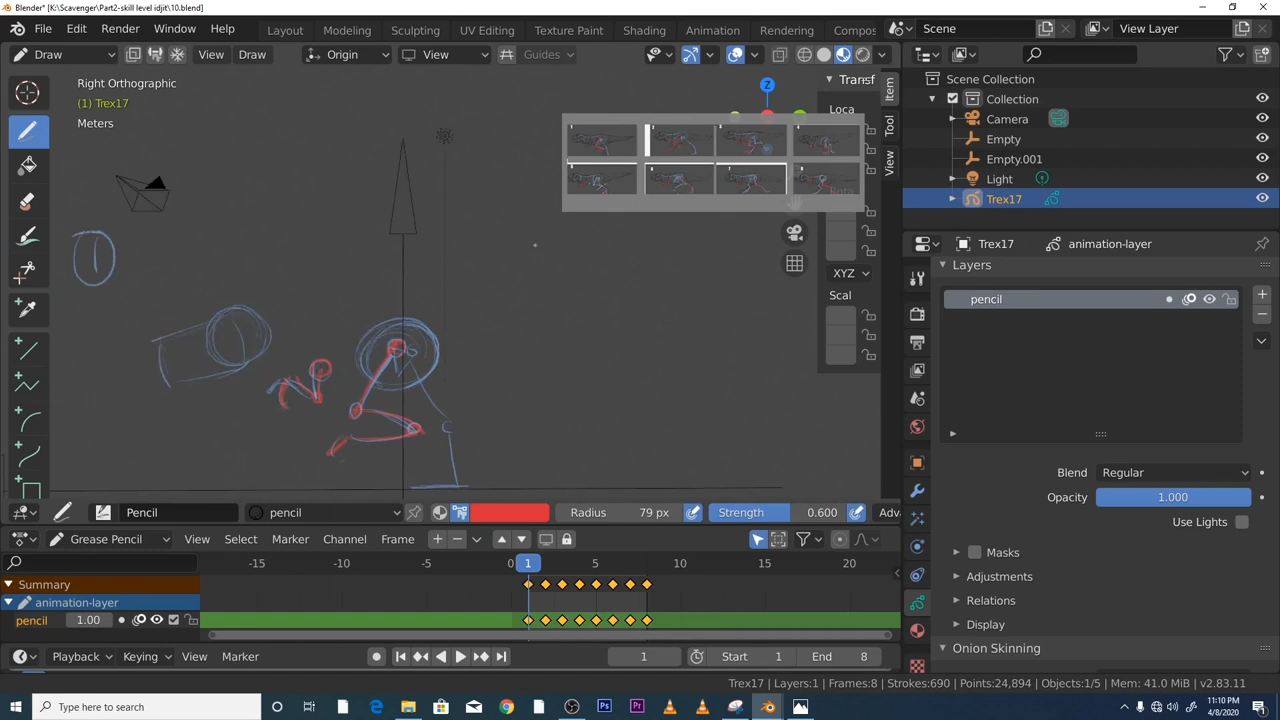 Blender* [K:\Scavenger\Part2-skill level idjit\10.blend]
File Edit Render Window Help Layout Modeling Sculpting UV Editing Texture Paint Shading Animation Rendering Scene View Layer
Draw View Draw Origin View Guides
Right Orthographic
(1) Trex17
Meters
Z
Transf
Loca
Rota
XYZ
Scal
Item
Tool
View
Scene Collection
Collection
Camera
Empty
Empty.001
Light
Trex17
Trex17 animation-layer
Layers
pencil
Blend Regular
Opacity 1.000
Use Lights
Masks
Adjustments
Relations
Display
Onion Skinning
Pencil pencil Radius 79 px Strength 0.600 Adva
Grease Pencil View Select Marker Channel Frame
-15 -10 -5 0 1 5 10 15 20
Summary
animation-layer
pencil 1.00
Playback Keying View Marker 1 Start 1 End 8
Trex17 | Layers:1 | Frames:8 | Strokes:690 | Points:24,894 | Objects:1/5 | Mem: 41.0 MiB | v2.83.11
Type here to search
11:10 PM
4/8/2020